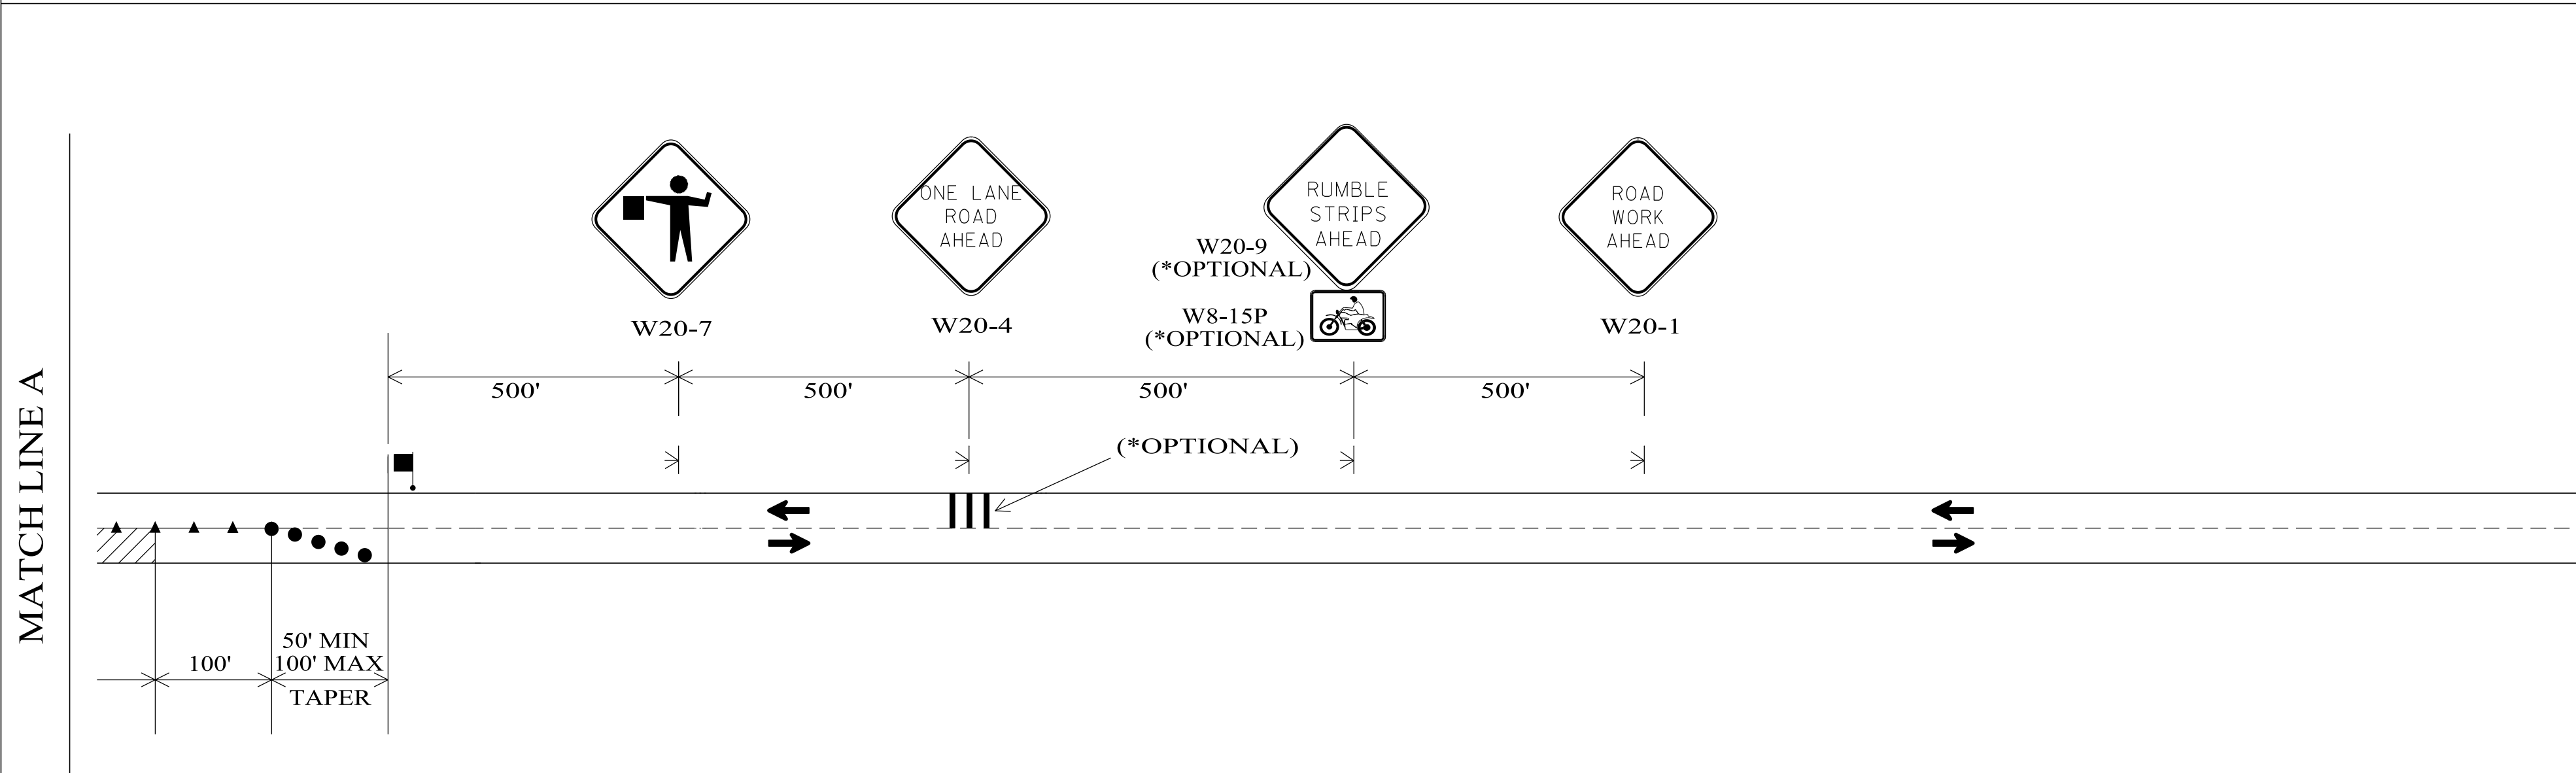 MATCH LINE A
ONE LANE
ROAD
AHEAD
RUMBLE
STRIPS
AHEAD
ROAD
WORK
AHEAD
W20-9
(*OPTIONAL)
W8-15P
(*OPTIONAL)
W20-7
W20-4
W20-1
500'
500'
500'
500'
(*OPTIONAL)
100'
50' MIN
100' MAX
TAPER